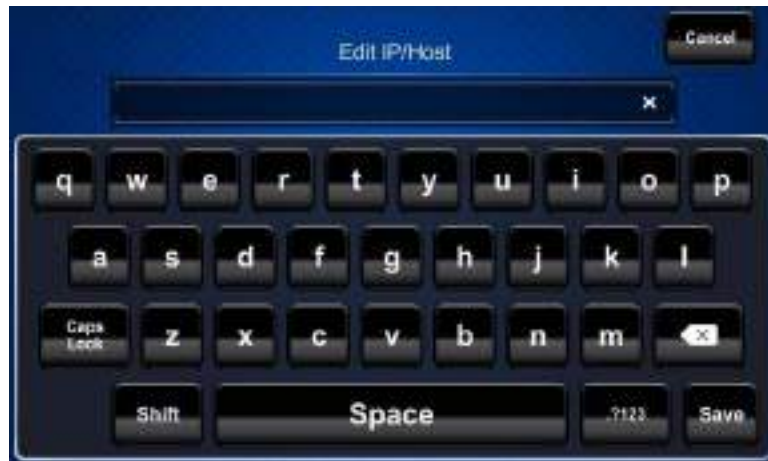 Edit IP/Host
Cancel
×
q w e r t y u i o p
a s d f g h j k l
Caps Lock z x c v b n m
Shift Space .?123 Save